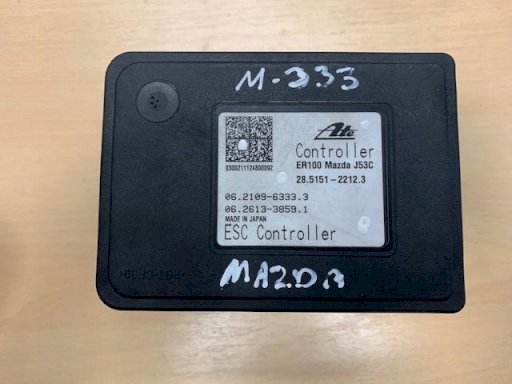 M-333
Ate
Controller
ER100 Mazda J53C
28.5151-2212.3
0300211124800092
06.2109-6333.3
06.2613-3859.1
MADE IN JAPAN
ESC Controller
MAZDA